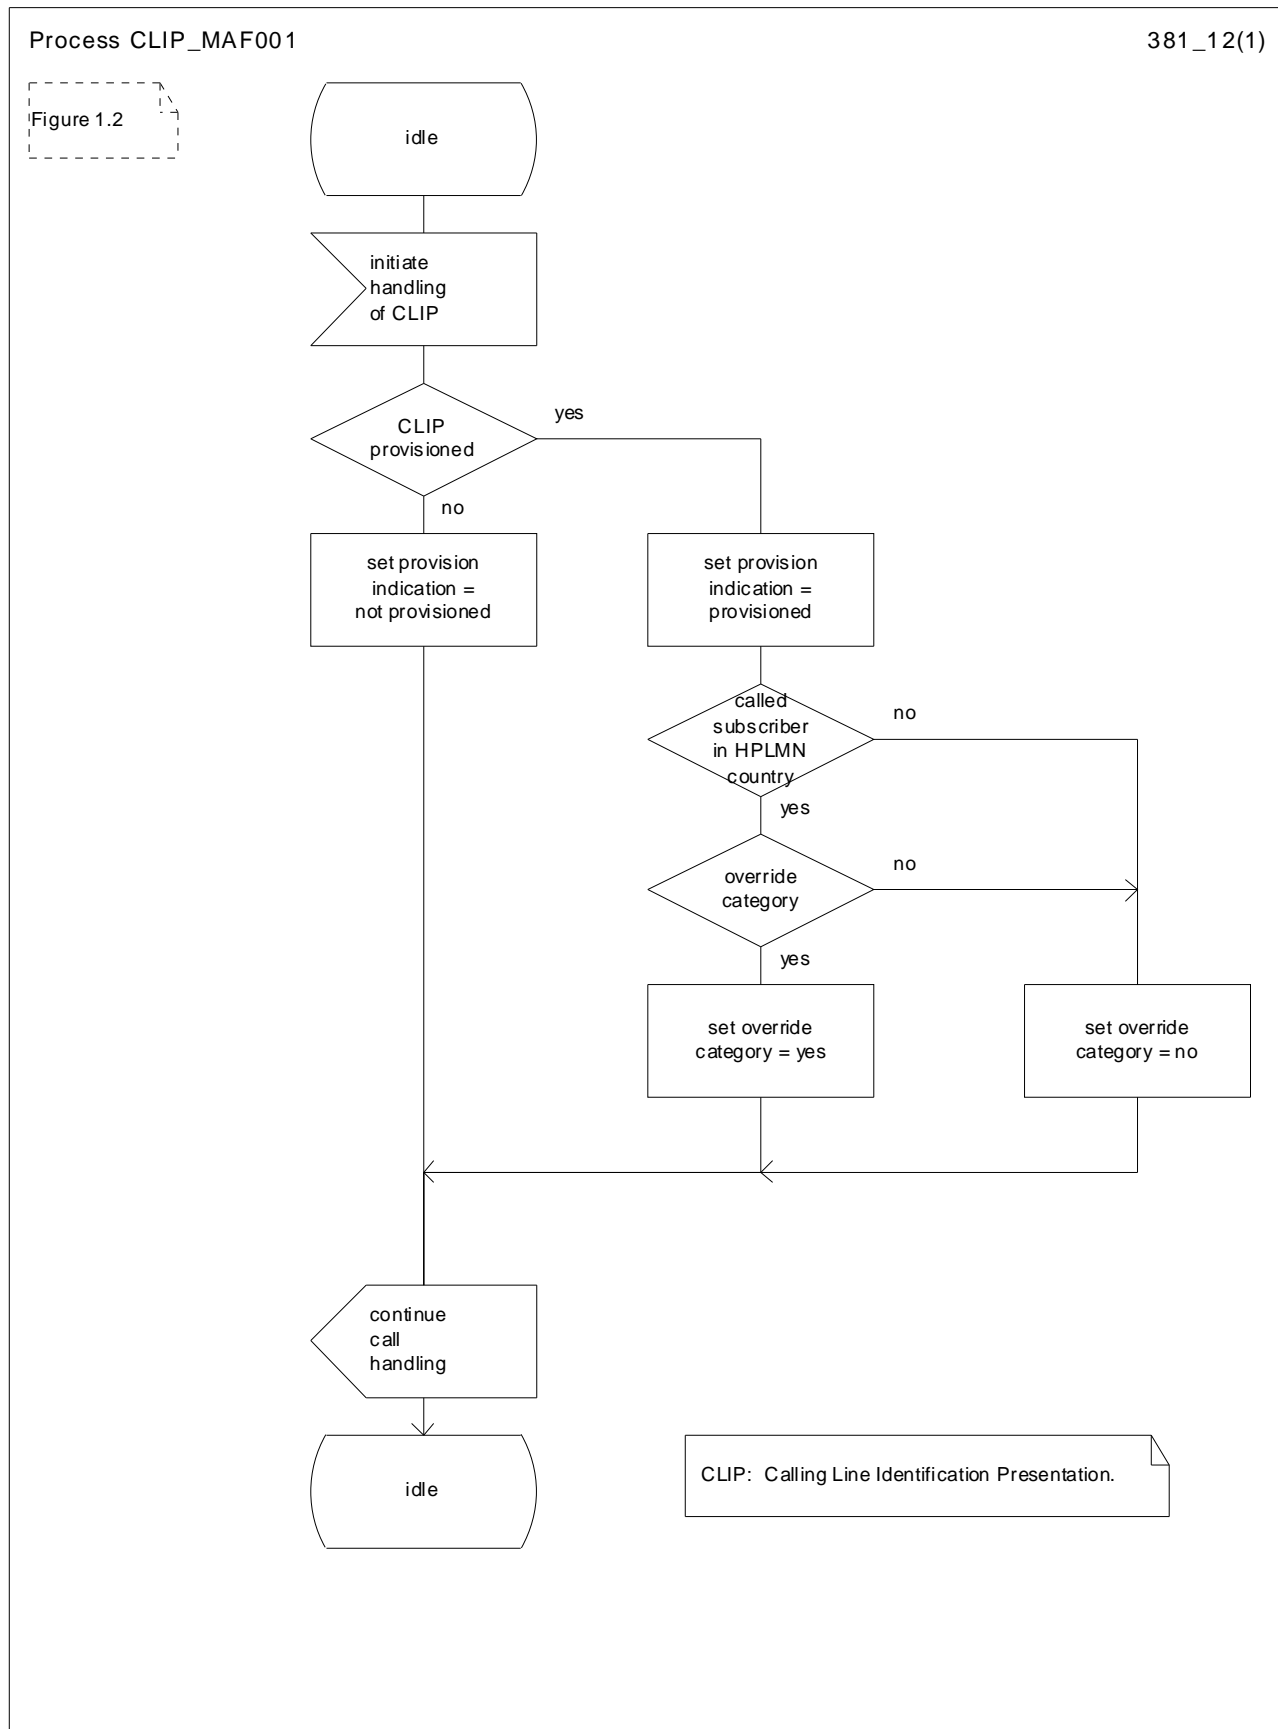 Process CLIP_MAF001
381_12(1)
Figure 1.2
idle
initiate
handling
of CLIP
CLIP
provisioned
yes
no
set provision
indication =
not provisioned
set provision
indication =
provisioned
called
subscriber
in HPLMN
country
no
yes
override
category
no
yes
set override
category = yes
set override
category = no
continue
call
handling
idle
CLIP: Calling Line Identification Presentation.